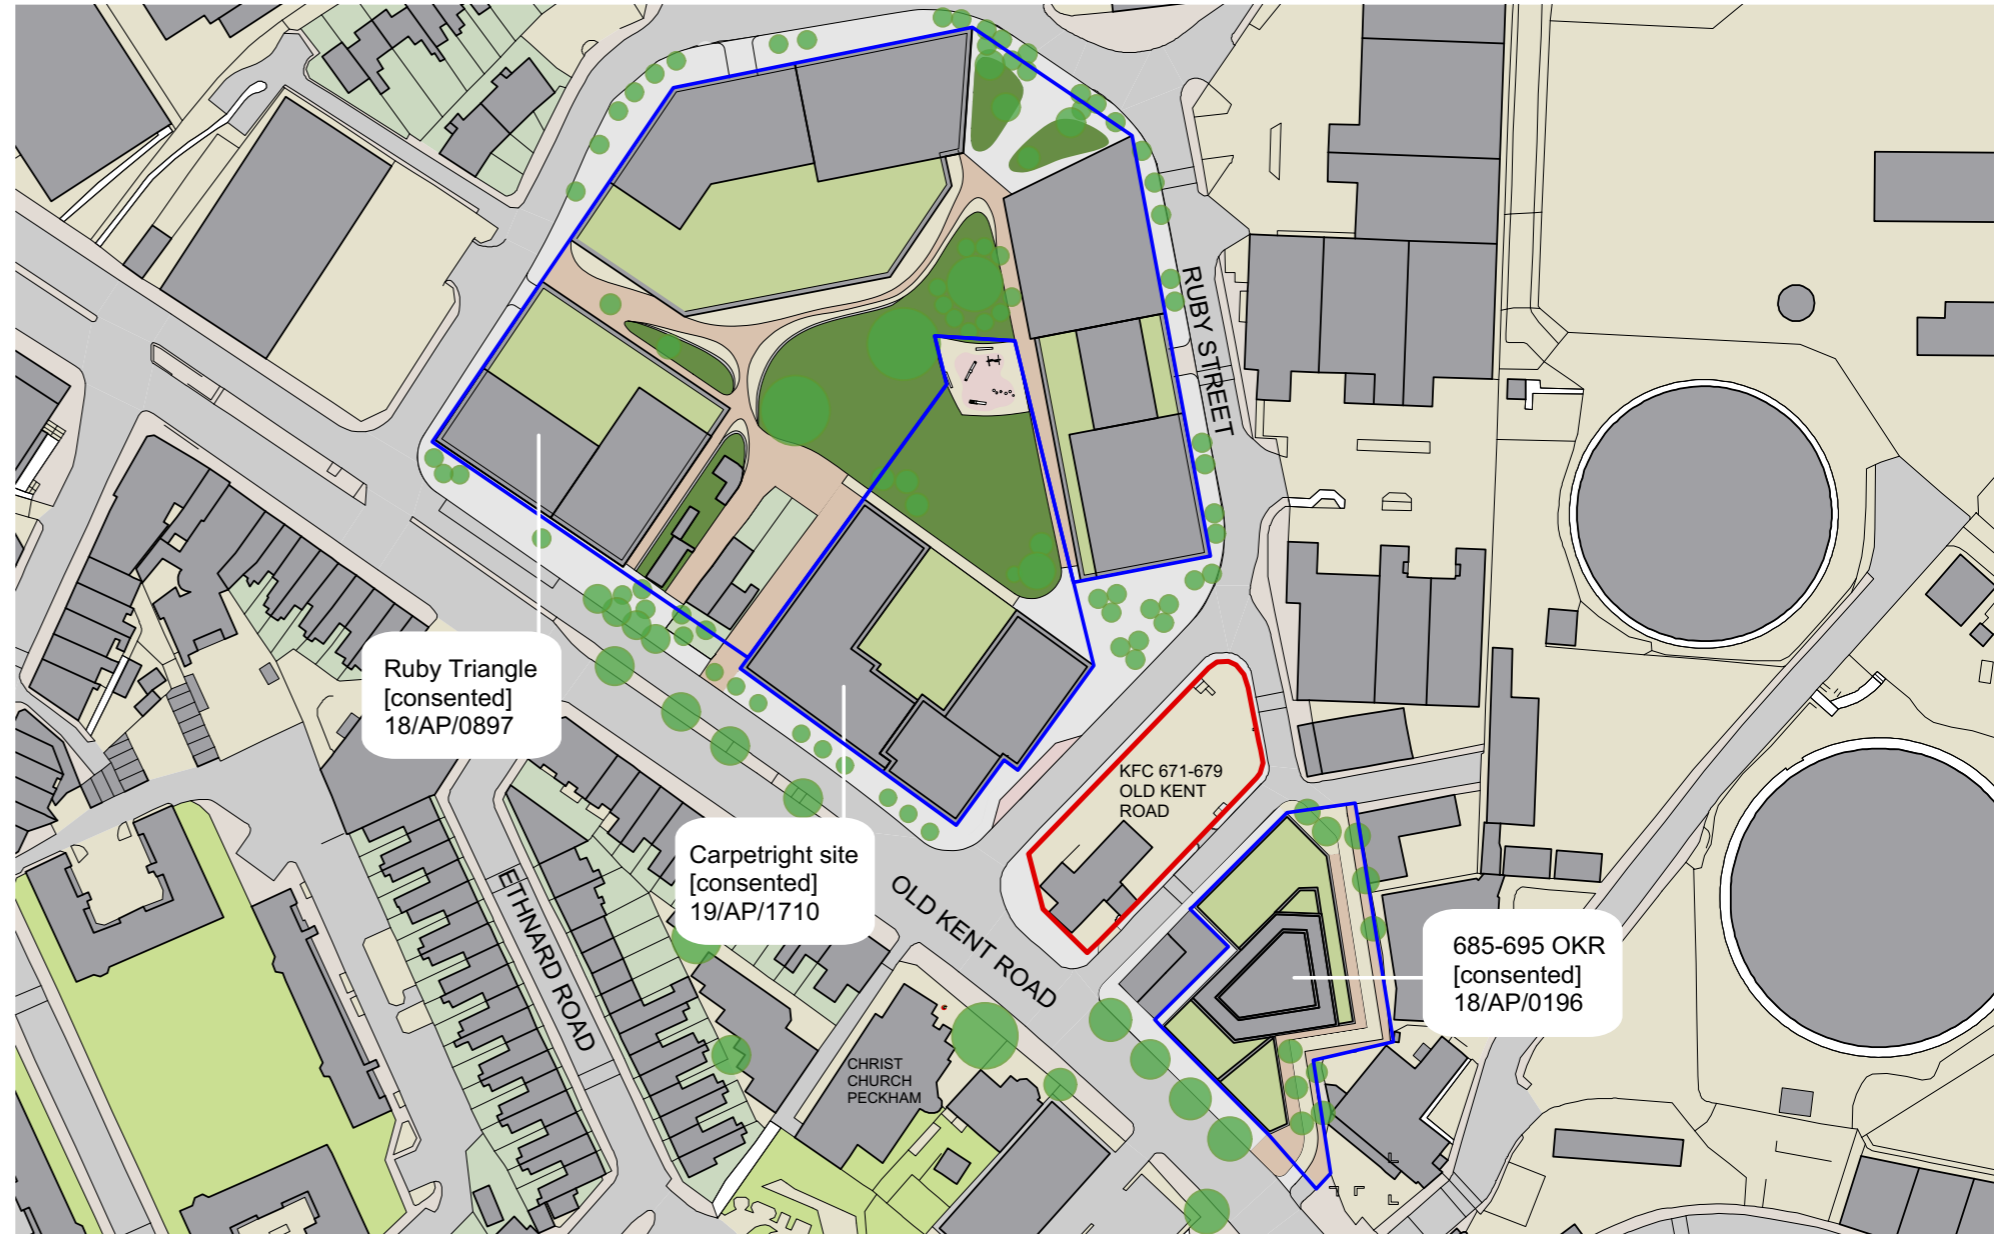 RUBY STREET
Ruby Triangle
[consented]
18/AP/0897
KFC 671-679
OLD KENT
ROAD
Carpetright site
[consented]
19/AP/1710
OLD KENT ROAD
ETHNARD ROAD
685-695 OKR
[consented]
18/AP/0196
CHRIST
CHURCH
PECKHAM